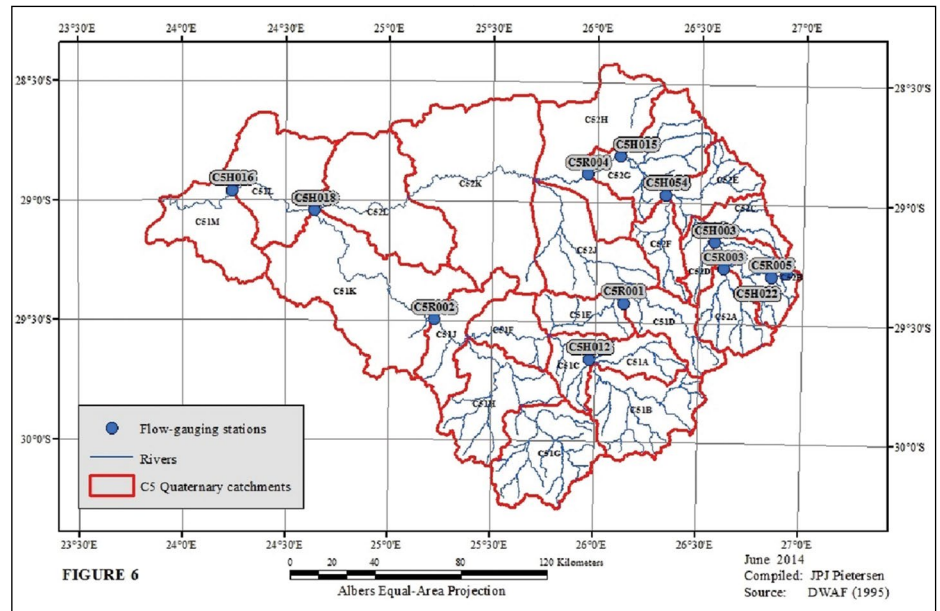 23°30'E 24°0'E 24°30'E 25°0'E 25°30'E 26°0'E 26°30'E 27°0'E
28°30'S
28°30'S
C52H
C5H015
C5R004
C52G
C5H016
C5H054
C52E
C51L
C52K
C5H018
29°0'S
29°0'S
C52L
C51M
C5H003
C52F
C52J
C5R003
C5R005
C52D
C52B
C51K
C5R001
C5H022
C5R002
C51E
C51D
C52A
29°30'S
29°30'S
C51J
C51F
C5H012
C51C
C51A
C51H
C51B
C51G
30°0'S
30°0'S
Flow-gauging stations
Rivers
C5 Quaternary catchments
23°30'E 24°0'E 24°30'E 25°0'E 25°30'E 26°0'E 26°30'E 27°0'E
FIGURE 6
0 20 40 80 120 Kilometers
Albers Equal-Area Projection
June 2014
Compiled: JPJ Pietersen
Source: DWAF (1995)